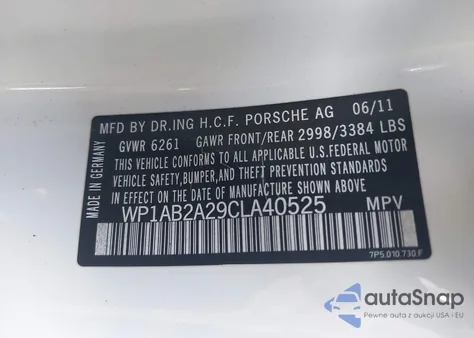 MFD BY DR.ING H.C.F. PORSCHE AG 06/11
GVWR 6261 GAWR FRONT/REAR 2998/3384 LBS
THIS VEHICLE CONFORMS TO ALL APPLICABLE
U.S.FEDERAL MOTOR
VEHICLE SAFETY, BUMPER, AND THEFT PREVENTION
STANDARDS IN EFFECT ON THE DATE OF
MANUFACTURE SHOWN ABOVE.
WP1AB2A29CLA40525 MPV
7P5.010.730.F
MADE IN GERMANY
autoSnap
Pewne auta z aukcji USA i EU